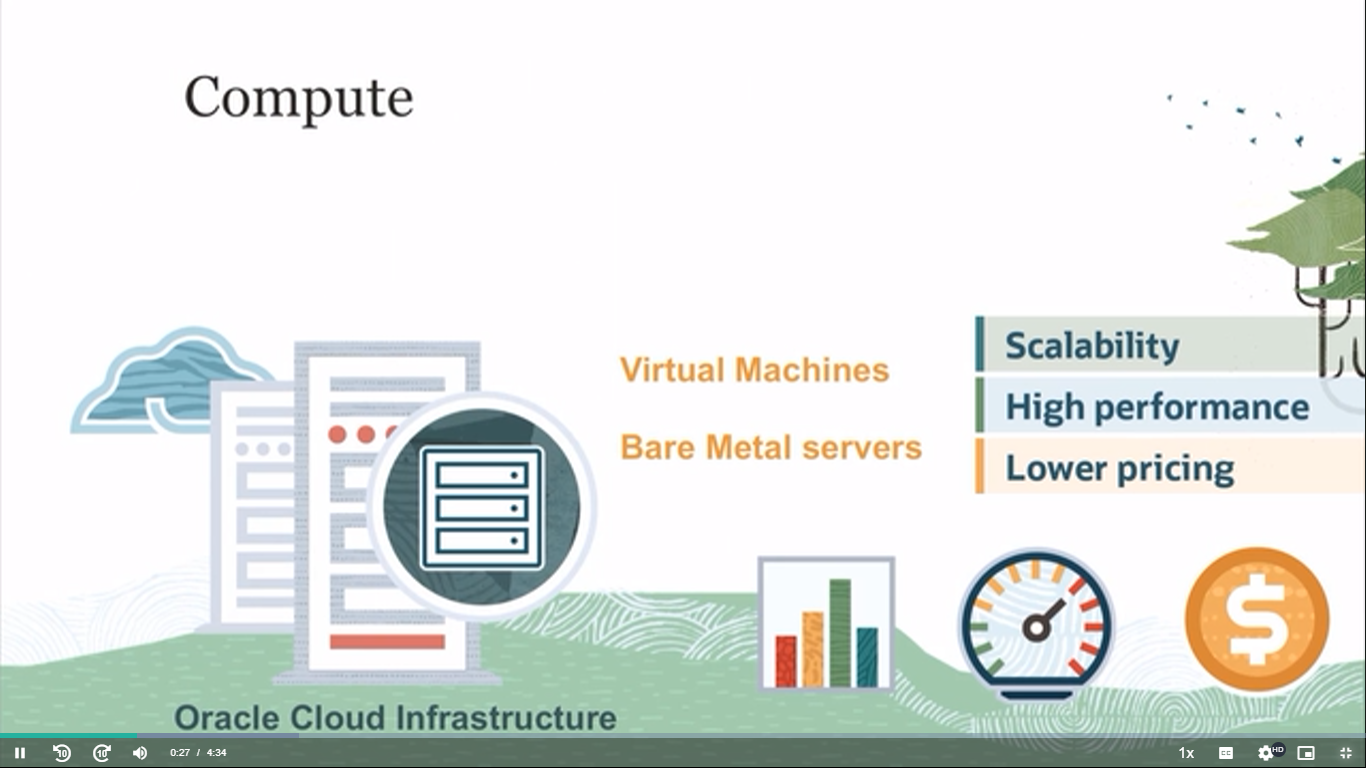 Compute
Virtual Machines
Bare Metal servers
Scalability
High performance
Lower pricing
$
Oracle Cloud Infrastructure
10
10
0:27 / 4:34
1x
CC
HD